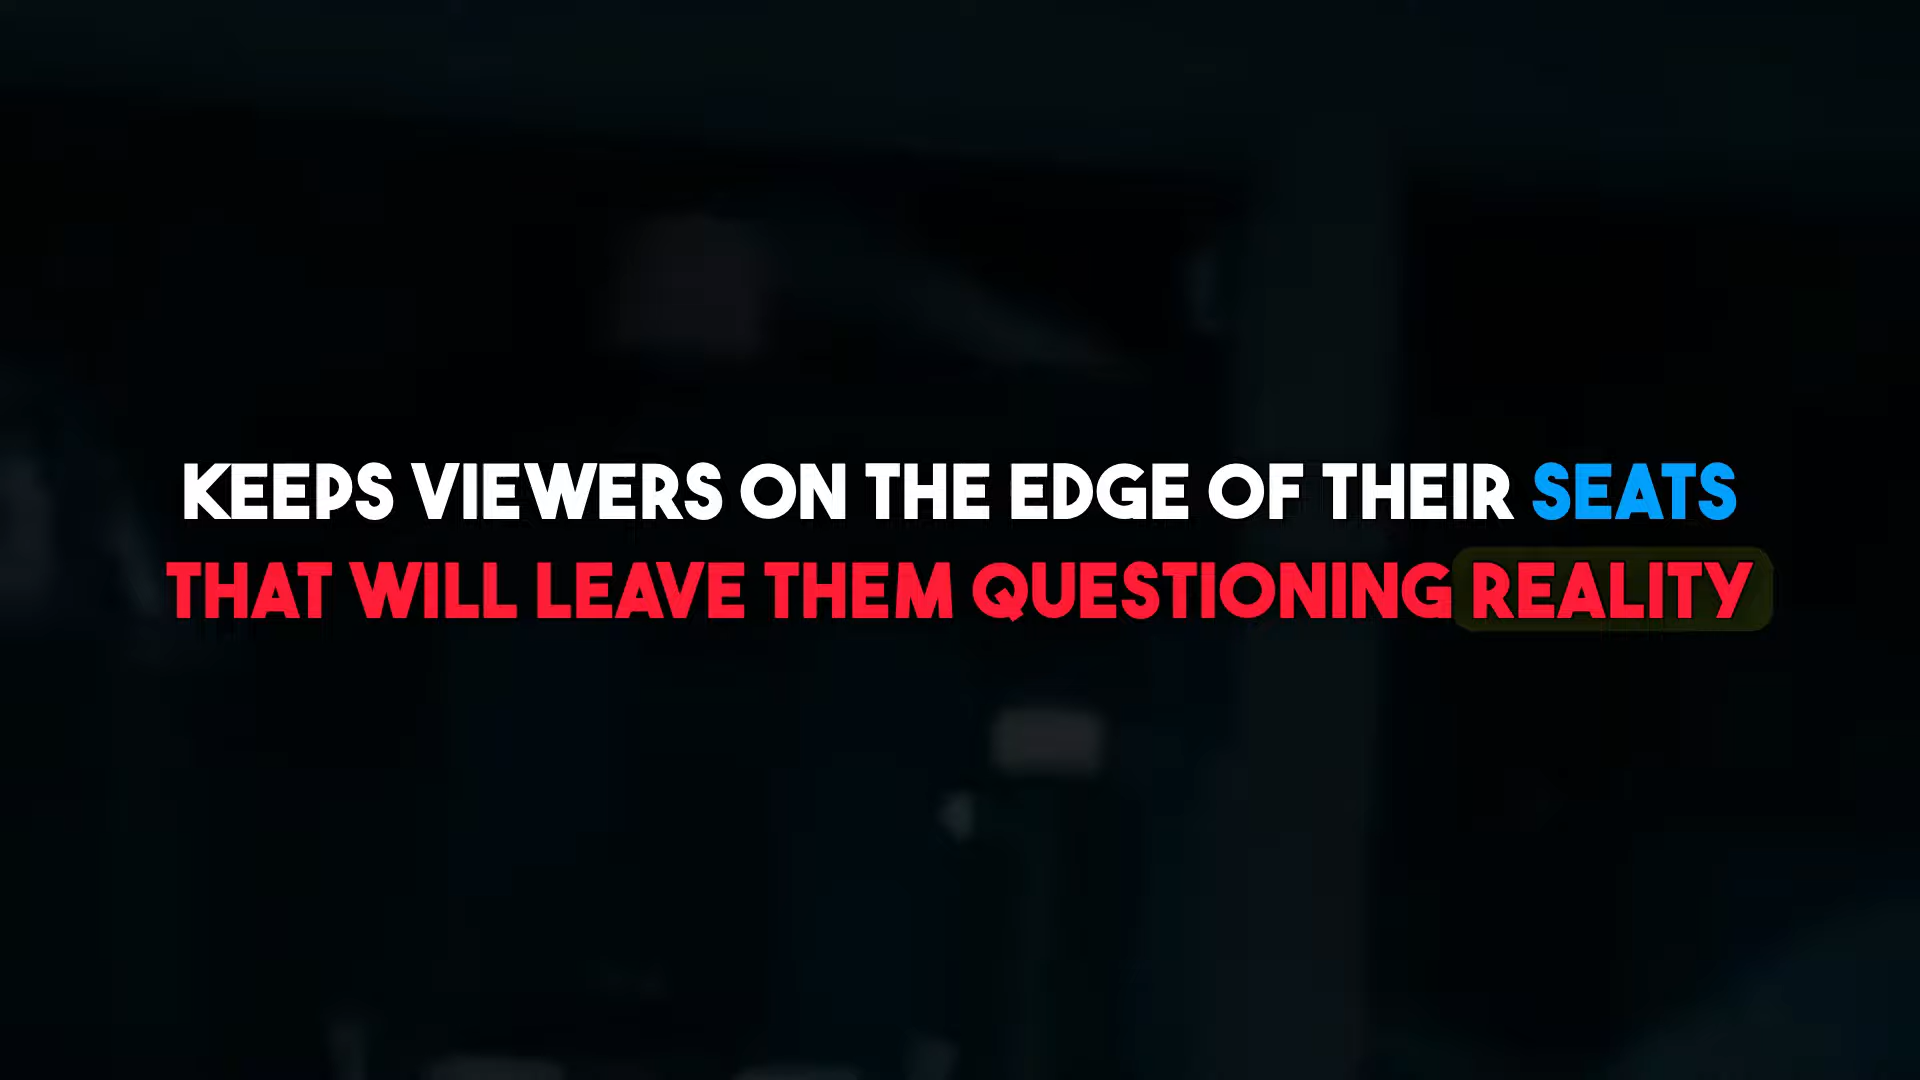 KEEPS VIEWERS ON THE EDGE OF THEIR SEATS
THAT WILL LEAVE THEM QUESTIONING REALITY